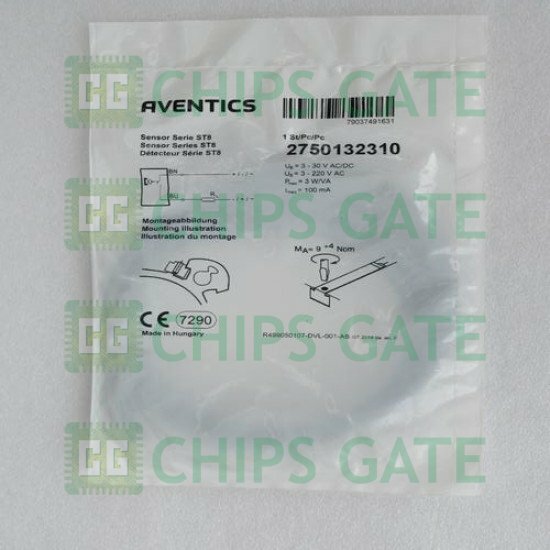 CHIPS GATE
AVENTICS
79037491631
Sensor Serie ST8
Sensor Series ST8
Détecteur Série ST8
1 St/Pc/Pc
2750132310
UB = 3 - 30 V AC/DC
UB = 3 - 220 V AC
Pmax = 3 W/VA
Imax = 100 mA
BN
BU
R
Montageabbildung
Mounting illustration
Illustration du montage
MA = 9 +4 Ncm
CE 7290
Made in Hungary
R499050107-DVL-001-AB
CHIPS GATE
CHIPS GATE
CHIPS GATE